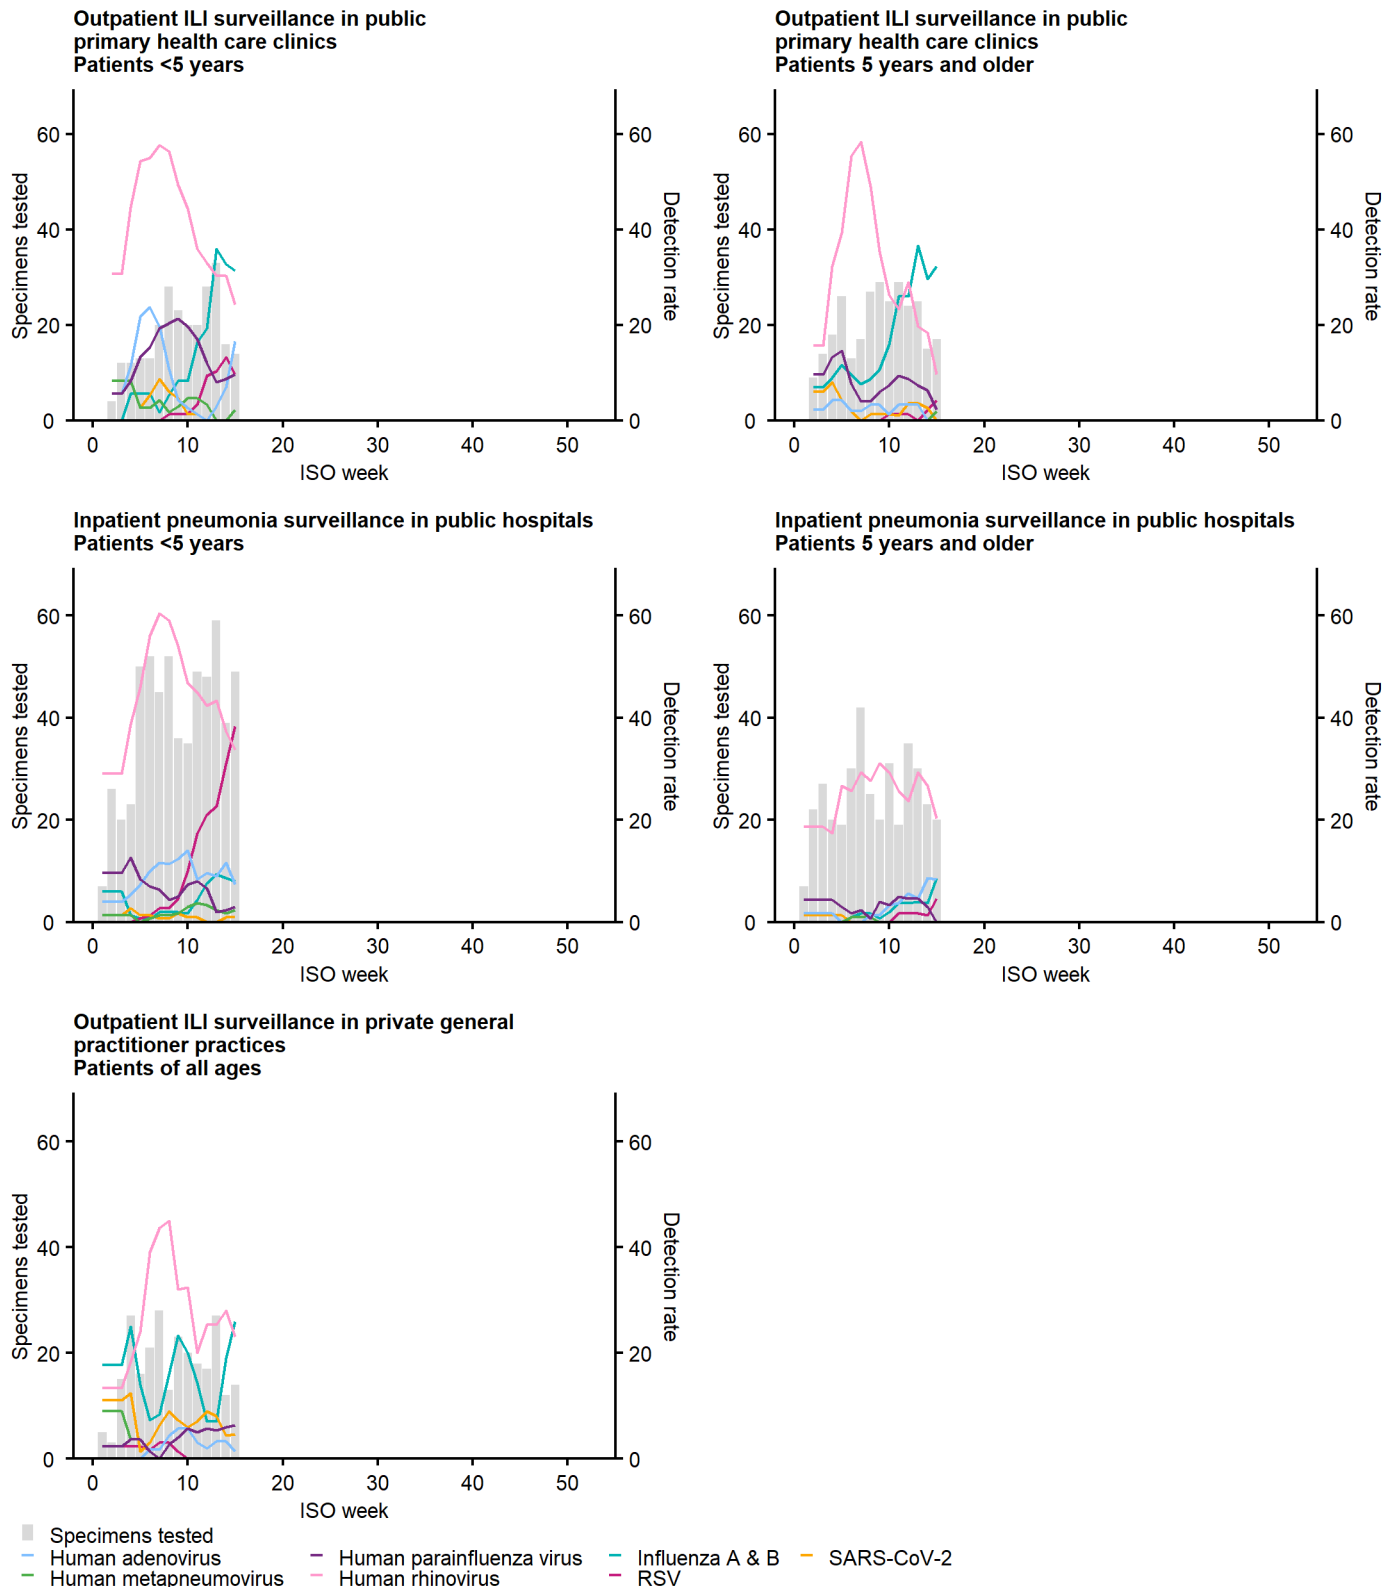 Outpatient ILI surveillance in public
primary health care clinics
Patients <5 years
60
40
20
0
Specimens tested
60
40
20
0
Detection rate
0 10 20 30 40 50
ISO week
Outpatient ILI surveillance in public
primary health care clinics
Patients 5 years and older
60
40
20
0
Specimens tested
60
40
20
0
Detection rate
0 10 20 30 40 50
ISO week
Inpatient pneumonia surveillance in public hospitals
Patients <5 years
60
40
20
0
Specimens tested
60
40
20
0
Detection rate
0 10 20 30 40 50
ISO week
Inpatient pneumonia surveillance in public hospitals
Patients 5 years and older
60
40
20
0
Specimens tested
60
40
20
0
Detection rate
0 10 20 30 40 50
ISO week
Outpatient ILI surveillance in private general
practitioner practices
Patients of all ages
60
40
20
0
Specimens tested
60
40
20
0
Detection rate
0 10 20 30 40 50
ISO week
Specimens tested
Human adenovirus Human parainfluenza virus Influenza A & B SARS-CoV-2
Human metapneumovirus Human rhinovirus RSV